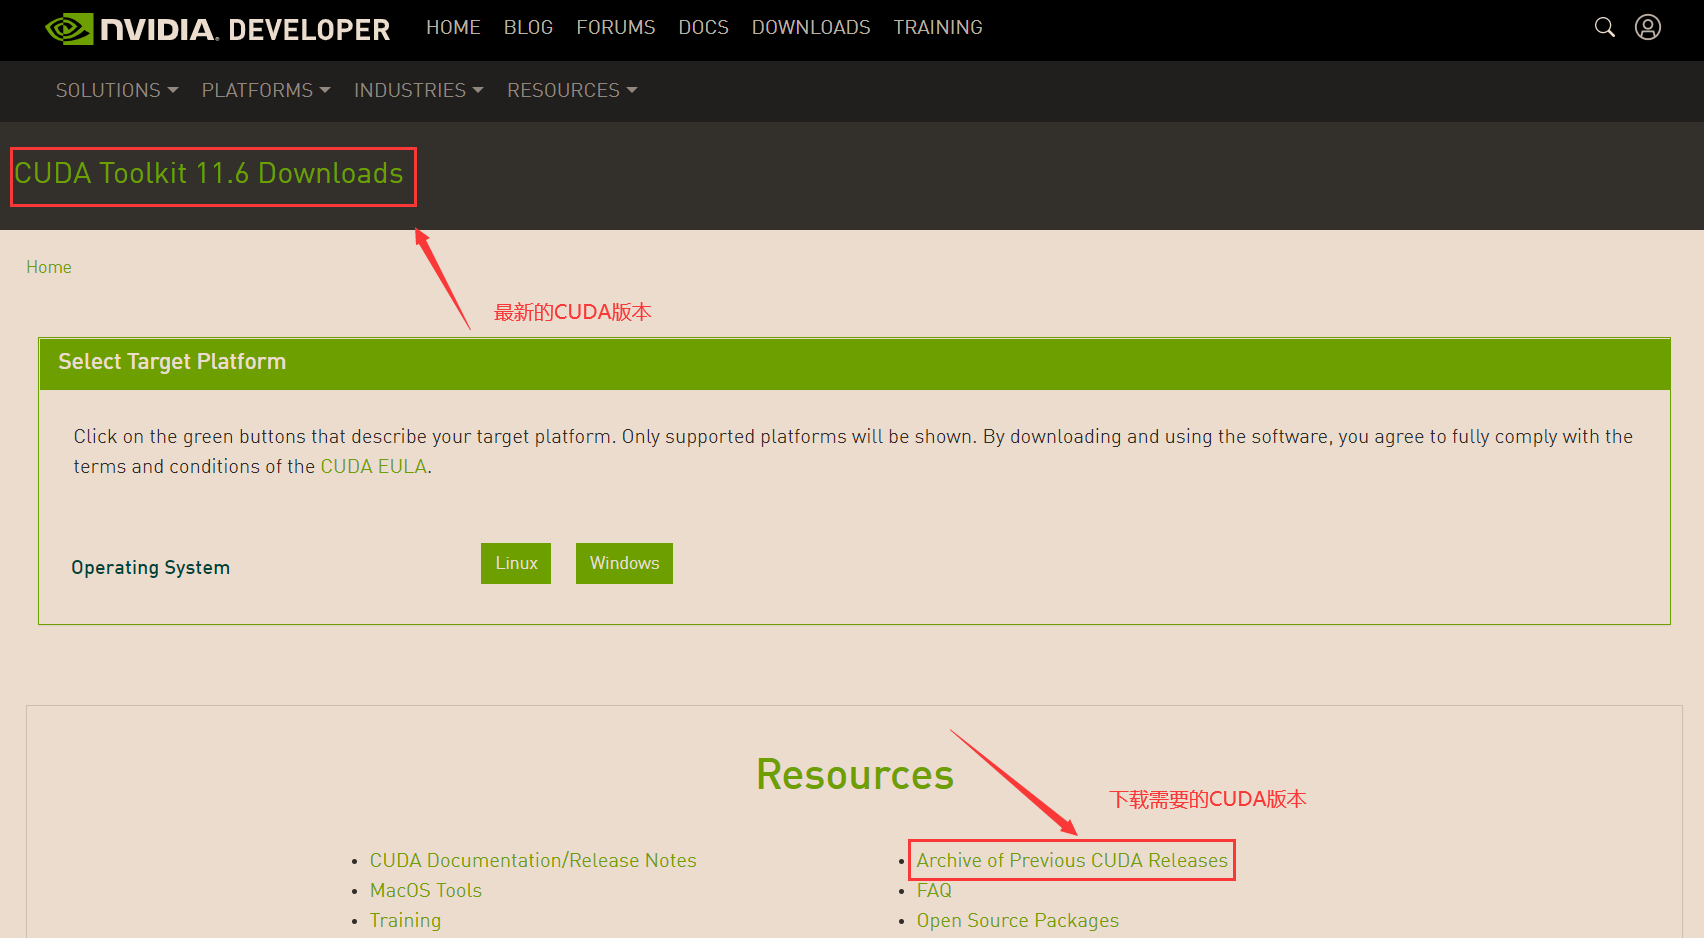 NVIDIA. DEVELOPER HOME BLOG FORUMS DOCS DOWNLOADS TRAINING
SOLUTIONS PLATFORMS INDUSTRIES RESOURCES
CUDA Toolkit 11.6 Downloads
Home
最新的CUDA版本
Select Target Platform
Click on the green buttons that describe your target platform. Only supported platforms will be shown. By downloading and using the software, you agree to fully comply with the
terms and conditions of the CUDA EULA.
Operating System Linux Windows
Resources
下载需要的CUDA版本
• CUDA Documentation/Release Notes
• MacOS Tools
• Training
• Archive of Previous CUDA Releases
• FAQ
• Open Source Packages